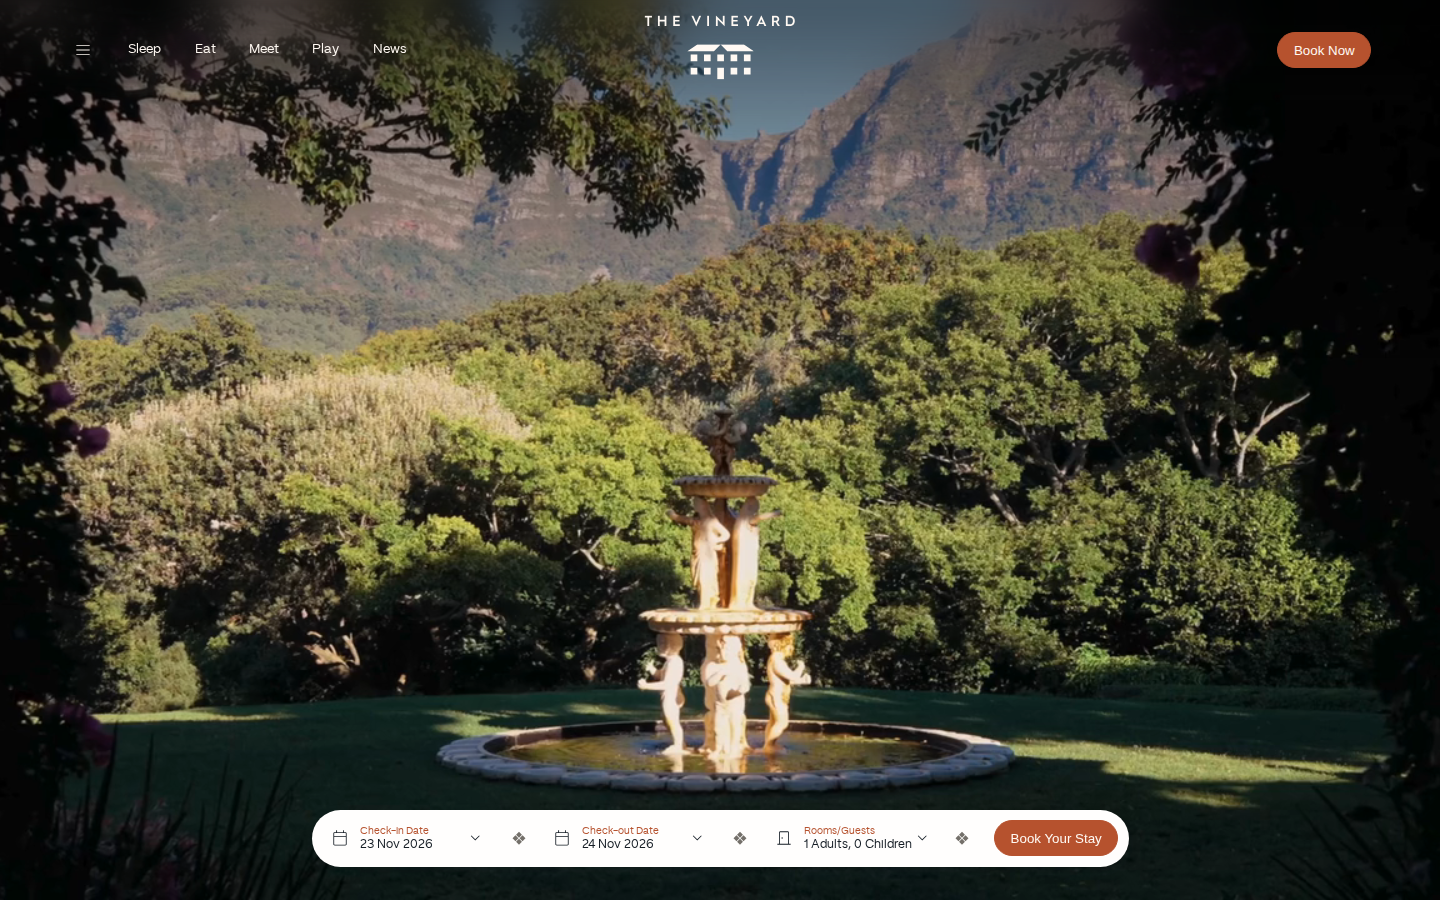 THE VINEYARD
Sleep Eat Meet Play News
Book Now
Check-in Date
23 Nov 2026
Check-out Date
24 Nov 2026
Rooms/Guests
1 Adults, 0 Children
Book Your Stay